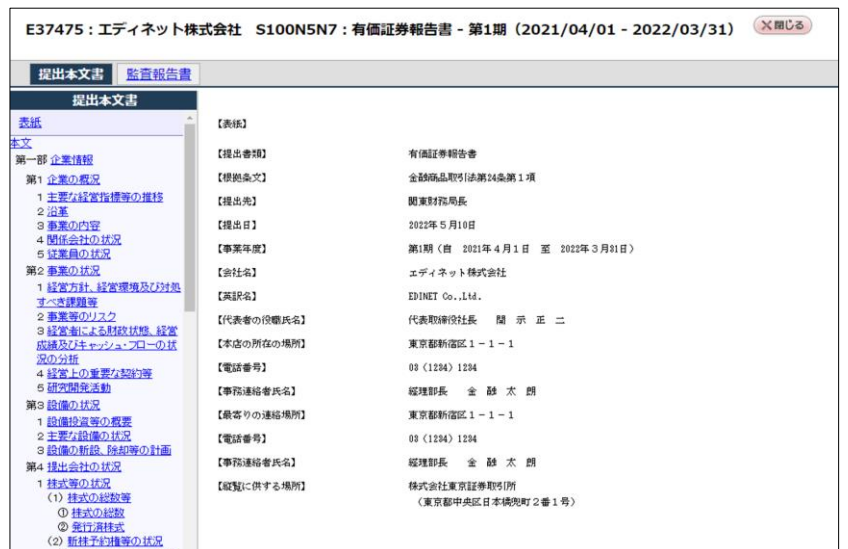 E37475：エディネット株式会社　S100N5N7：有価証券報告書 - 第1期（2021/04/01 - 2022/03/31）
×閉じる
提出本文書　監査報告書
提出本文書
表紙
本文
第一部 企業情報
第1 企業の概況
1 主要な経営指標等の推移
2 沿革
3 事業の内容
4 関係会社の状況
5 従業員の状況
第2 事業の状況
1 経営方針、経営環境及び対処
すべき課題等
2 事業等のリスク
3 経営者による財政状態、経営
成績及びキャッシュ・フローの状
況の分析
4 経営上の重要な契約等
5 研究開発活動
第3 設備の状況
1 設備投資等の概要
2 主要な設備の状況
3 設備の新設、除却等の計画
第4 提出会社の状況
1 株式等の状況
(1) 株式の総数等
① 株式の総数
② 発行済株式
(2) 新株予約権等の状況
【表紙】
【提出書類】　有価証券報告書
【根拠条文】　金融商品取引法第24条第１項
【提出先】　関東財務局長
【提出日】　2022年５月10日
【事業年度】　第1期（自　2021年４月１日　至　2022年３月31日）
【会社名】　エディネット株式会社
【英訳名】　EDINET Co.,Ltd.
【代表者の役職氏名】　代表取締役社長　開　示　正　二
【本店の所在の場所】　東京都新宿区１－１－１
【電話番号】　03（1234）1234
【事務連絡者氏名】　経理部長　金　融　太　朗
【最寄りの連絡場所】　東京都新宿区１－１－１
【電話番号】　03（1234）1234
【事務連絡者氏名】　経理部長　金　融　太　朗
【縦覧に供する場所】　株式会社東京証券取引所
（東京都中央区日本橋兜町２番１号）